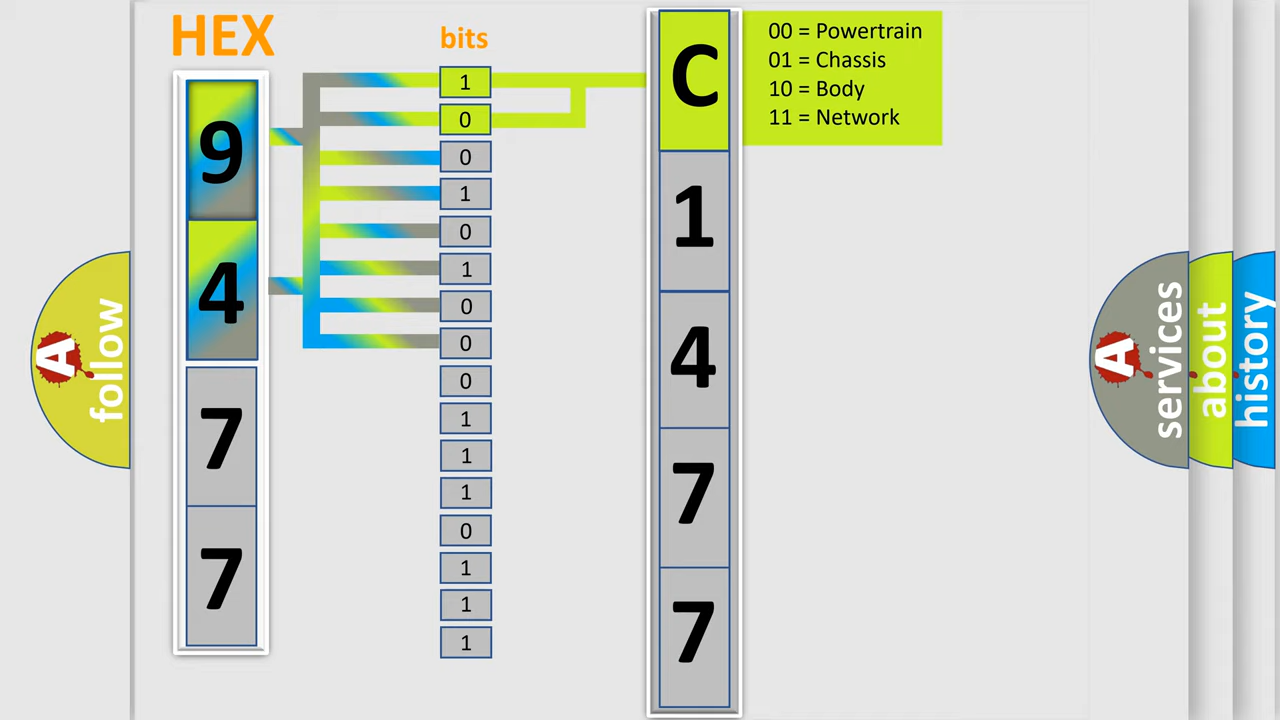 HEX
bits
9
4
7
7
1
0
0
1
0
1
0
0
0
1
1
1
0
1
1
1
C
1
4
7
7
00 = Powertrain
01 = Chassis
10 = Body
11 = Network
A
follow
A
services
about
history